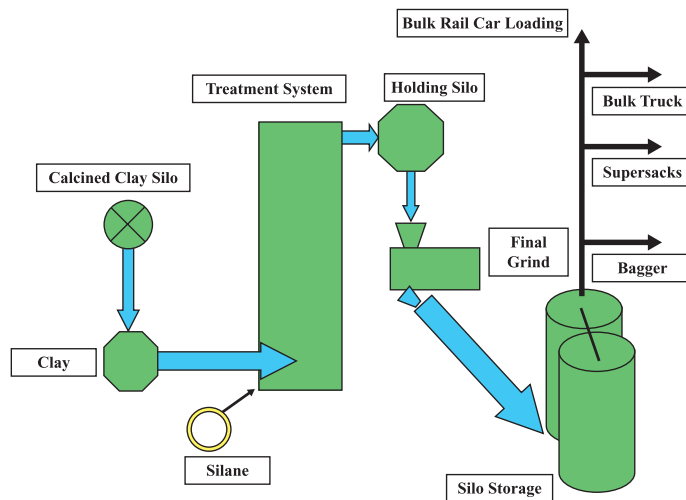 Bulk Rail Car Loading
Treatment System
Holding Silo
Bulk Truck
Calcined Clay Silo
Supersacks
Final
Grind
Bagger
Clay
Silane
Silo Storage